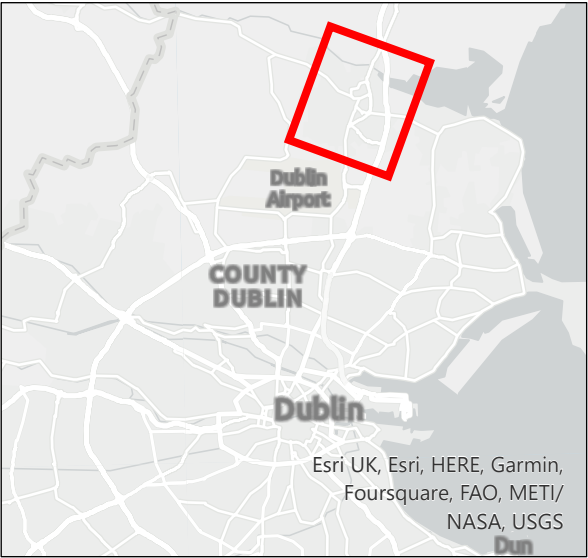 Dublin
Airport
COUNTY
DUBLIN
Dublin
Esri UK, Esri, HERE, Garmin,
Foursquare, FAO, METI/
NASA, USGS
Dun